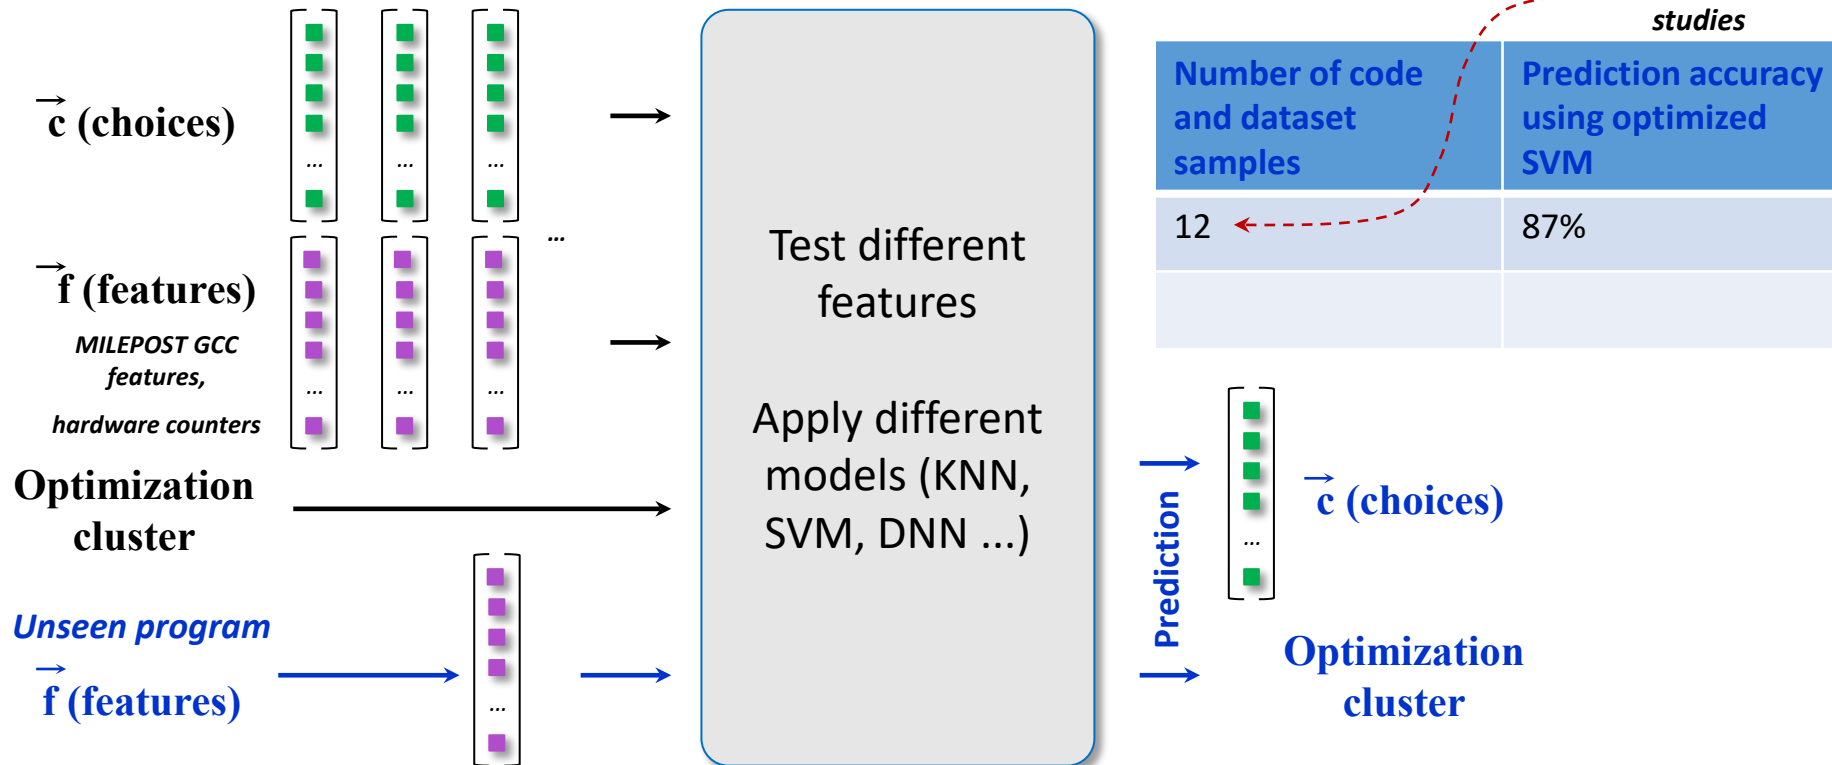 c (choices)
...
...
...
...
f (features)
MILEPOST GCC
features,
hardware counters
...
...
...
Optimization
cluster
Unseen program
f (features)
...
Test different
features
Apply different
models (KNN,
SVM, DNN ...)
studies
Number of code
and dataset
samples
Prediction accuracy
using optimized
SVM
12
87%
Prediction
...
c (choices)
Optimization
cluster